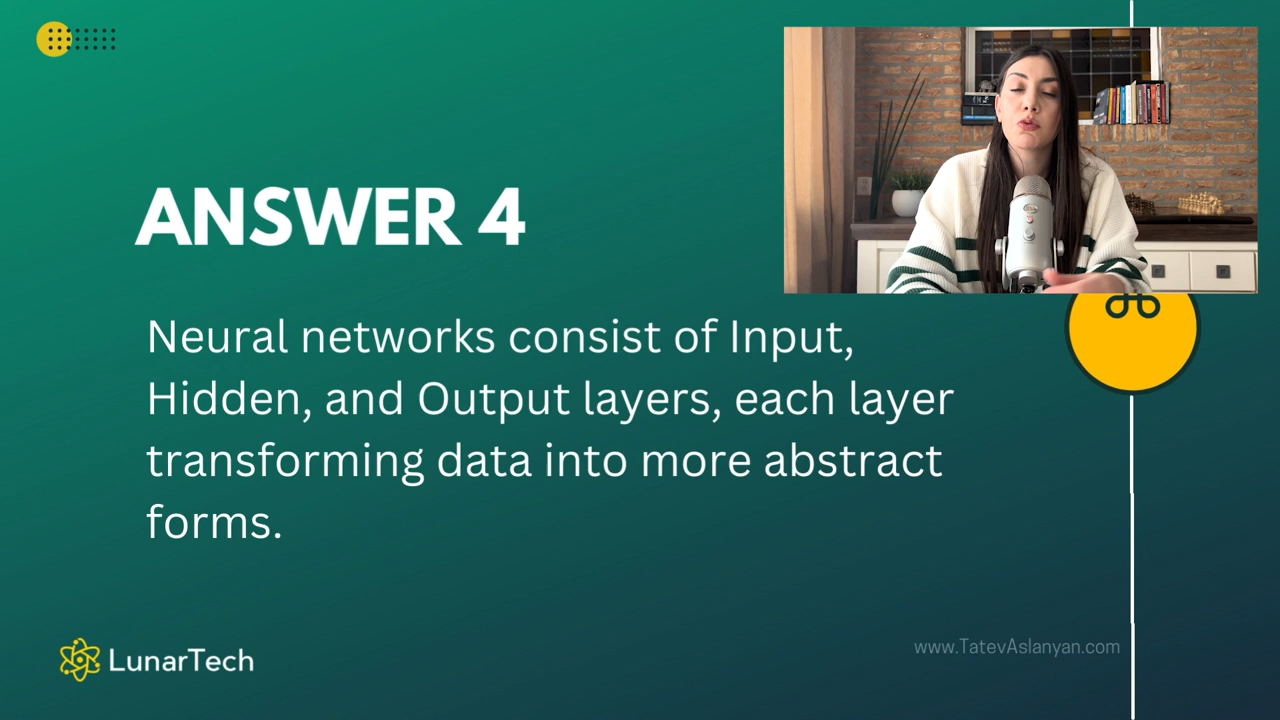 ANSWER 4
Neural networks consist of Input,
Hidden, and Output layers, each layer
transforming data into more abstract
forms.
LunarTech
www.TatevAslanyan.com